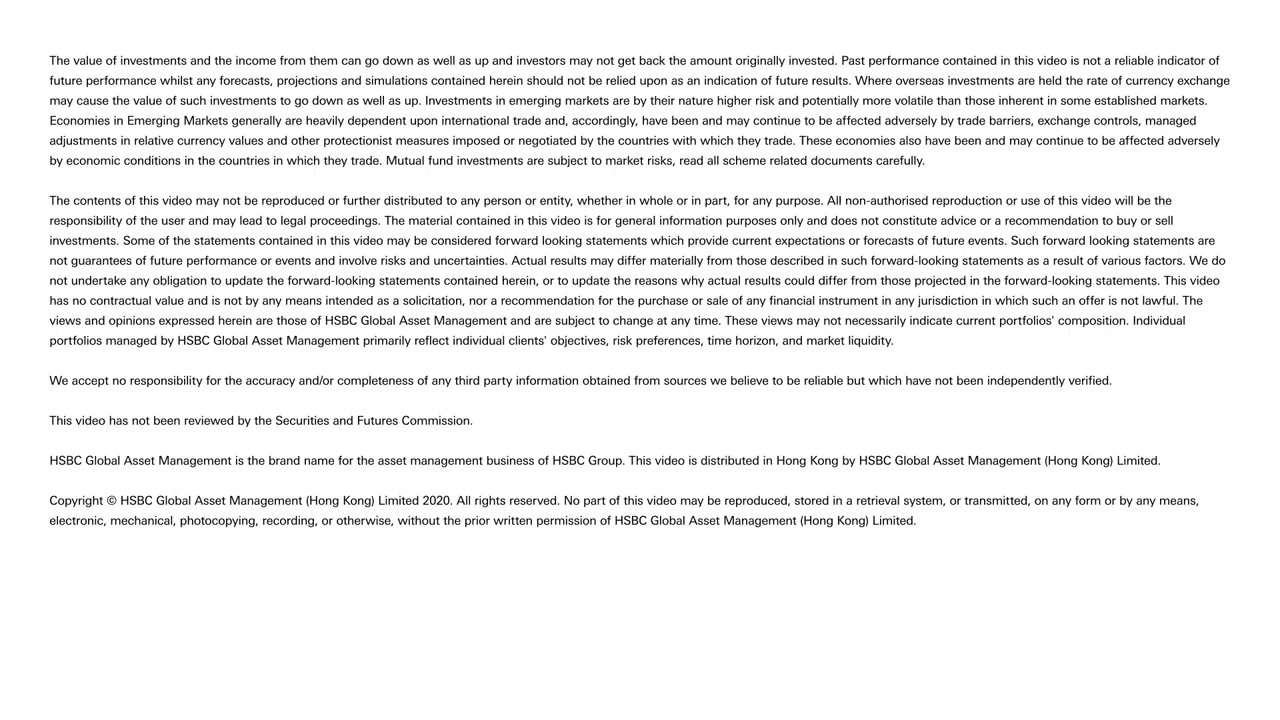 The value of investments and the income from them can go down as well as up and investors may not get back the amount originally invested. Past performance contained in this video is not a reliable indicator of
future performance whilst any forecasts, projections and simulations contained herein should not be relied upon as an indication of future results. Where overseas investments are held the rate of currency exchange
may cause the value of such investments to go down as well as up. Investments in emerging markets are by their nature higher risk and potentially more volatile than those inherent in some established markets.
Economies in Emerging Markets generally are heavily dependent upon international trade and, accordingly, have been and may continue to be affected adversely by trade barriers, exchange controls, managed
adjustments in relative currency values and other protectionist measures imposed or negotiated by the countries with which they trade. These economies also have been and may continue to be affected adversely
by economic conditions in the countries in which they trade. Mutual fund investments are subject to market risks, read all scheme related documents carefully.
The contents of this video may not be reproduced or further distributed to any person or entity, whether in whole or in part, for any purpose. All non-authorised reproduction or use of this video will be the
responsibility of the user and may lead to legal proceedings. The material contained in this video is for general information purposes only and does not constitute advice or a recommendation to buy or sell
investments. Some of the statements contained in this video may be considered forward looking statements which provide current expectations or forecasts of future events. Such forward looking statements are
not guarantees of future performance or events and involve risks and uncertainties. Actual results may differ materially from those described in such forward-looking statements as a result of various factors. We do
not undertake any obligation to update the forward-looking statements contained herein, or to update the reasons why actual results could differ from those projected in the forward-looking statements. This video
has no contractual value and is not by any means intended as a solicitation, nor a recommendation for the purchase or sale of any financial instrument in any jurisdiction in which such an offer is not lawful. The
views and opinions expressed herein are those of HSBC Global Asset Management and are subject to change at any time. These views may not necessarily indicate current portfolios' composition. Individual
portfolios managed by HSBC Global Asset Management primarily reflect individual clients' objectives, risk preferences, time horizon, and market liquidity.
We accept no responsibility for the accuracy and/or completeness of any third party information obtained from sources we believe to be reliable but which have not been independently verified.
This video has not been reviewed by the Securities and Futures Commission.
HSBC Global Asset Management is the brand name for the asset management business of HSBC Group. This video is distributed in Hong Kong by HSBC Global Asset Management (Hong Kong) Limited.
Copyright © HSBC Global Asset Management (Hong Kong) Limited 2020. All rights reserved. No part of this video may be reproduced, stored in a retrieval system, or transmitted, on any form or by any means,
electronic, mechanical, photocopying, recording, or otherwise, without the prior written permission of HSBC Global Asset Management (Hong Kong) Limited.